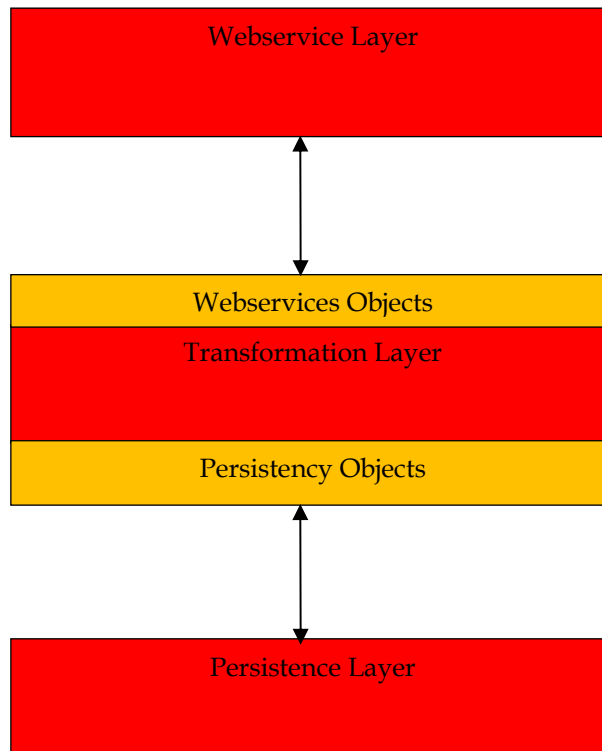 Webservice Layer
Webservices Objects
Transformation Layer
Persistency Objects
Persistence Layer